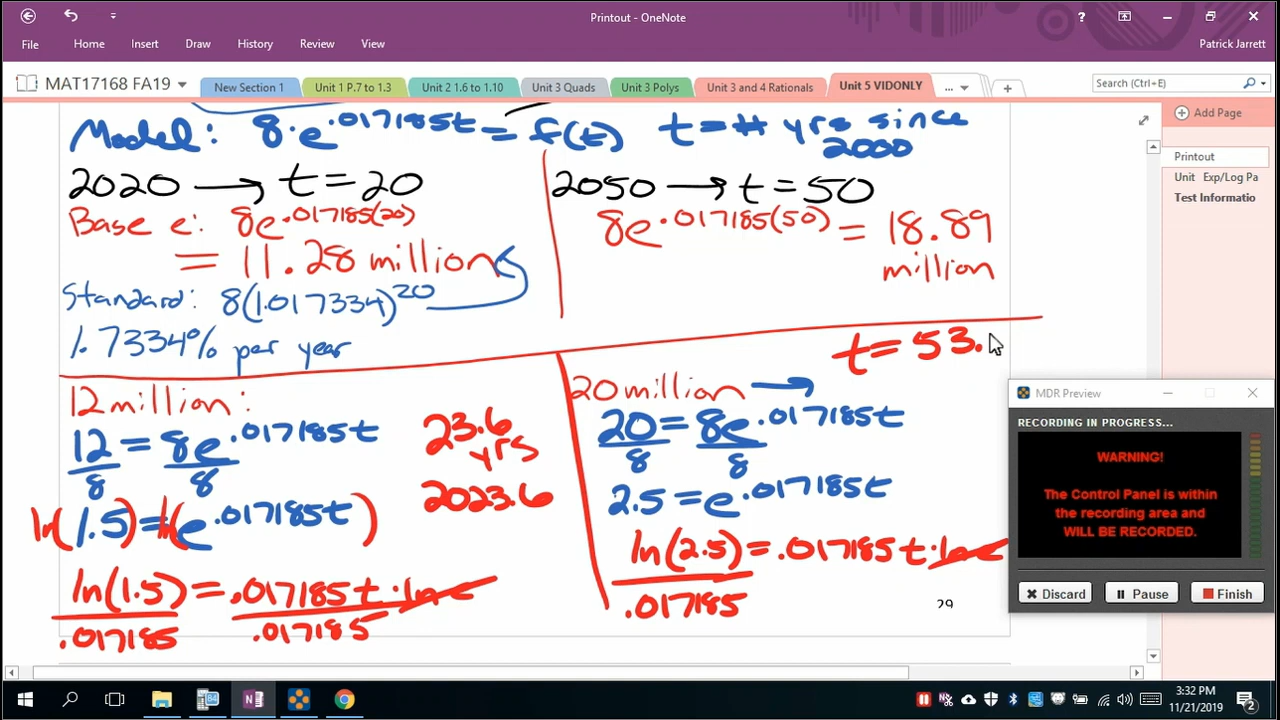 Printout - OneNote
?
File Home Insert Draw History Review View
Patrick Jarrett
MAT17168 FA19
New Section 1
Unit 1 P.7 to 1.3
Unit 2 1.6 to 1.10
Unit 3 Quads
Unit 3 Polys
Unit 3 and 4 Rationals
Unit 5 VIDONLY
...
+
Search (Ctrl+E)
Add Page
Printout
Unit Exp/Log Pa
Test Informatio
Model: 8·e^.017185t = f(t) t = # yrs since
2000
2020 → t = 20
Base e: 8e^.017185(20)
= 11.28 million
Standard: 8(1.017334)^20
1.7334% per year
2050 → t = 50
8e^.017185(50) = 18.89
million
12 million:
12 = 8e^.017185t
8 8
ln(1.5) = ln(e^.017185t)
ln(1.5) = .017185t · ln e
.017185 .017185
23.6
yrs
2023.6
t = 53.
20 million →
20 = 8e^.017185t
8 8
2.5 = e^.017185t
ln(2.5) = .017185t · ln e
.017185
29
MDR Preview
RECORDING IN PROGRESS...
WARNING!
The Control Panel is within
the recording area and
WILL BE RECORDED.
Discard
Pause
Finish
3:32 PM
11/21/2019
2